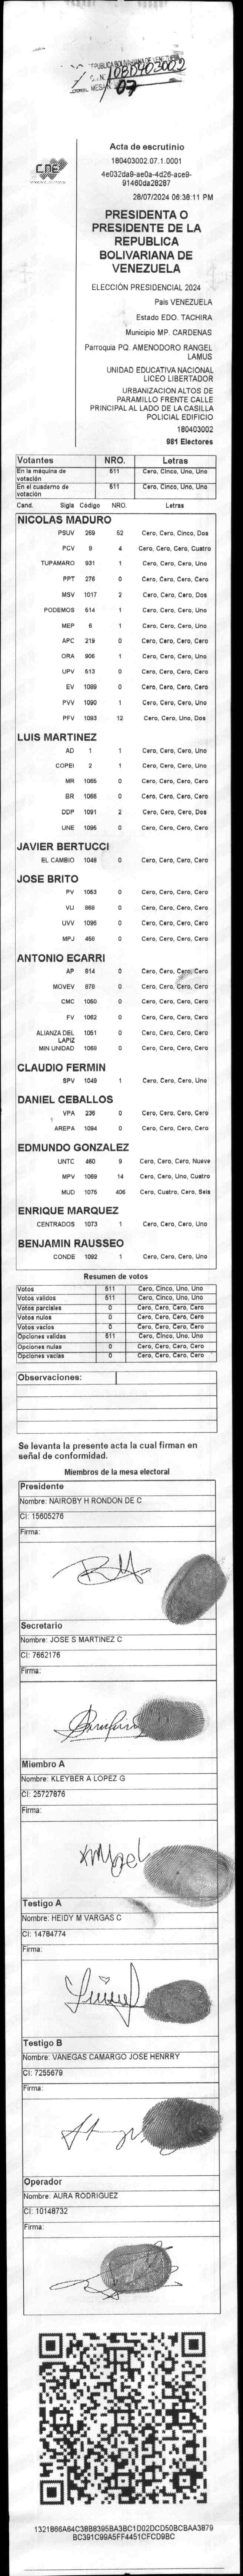 REPUBLICA BOLIVARIANA DE VENEZUELA
C.N.E. 180403002
MESA Nº 07
CNE
Acta de escrutinio
180403002.07.1.0001
4e032da9-ae0a-4d26-ace9-
91460da28287
28/07/2024 06:36:11 PM
PRESIDENTA O
PRESIDENTE DE LA
REPUBLICA
BOLIVARIANA DE
VENEZUELA
ELECCIÓN PRESIDENCIAL 2024
País VENEZUELA
Estado EDO. TACHIRA
Municipio MP. CARDENAS
Parroquia PQ. AMENODORO RANGEL
LAMUS
UNIDAD EDUCATIVA NACIONAL
LICEO LIBERTADOR
URBANIZACION ALTOS DE
PARAMILLO FRENTE CALLE
PRINCIPAL AL LADO DE LA CASILLA
POLICIAL EDIFICIO
180403002
981 Electores
Votantes NRO. Letras
En la máquina de votación 511 Cero, Cinco, Uno, Uno
En el cuaderno de votación 511 Cero, Cinco, Uno, Uno
Cand. Sigla Código NRO. Letras
NICOLAS MADURO
PSUV 269 52 Cero, Cero, Cinco, Dos
PCV 9 4 Cero, Cero, Cero, Cuatro
TUPAMARO 931 1 Cero, Cero, Cero, Uno
PPT 276 0 Cero, Cero, Cero, Cero
MSV 1017 2 Cero, Cero, Cero, Dos
PODEMOS 514 1 Cero, Cero, Cero, Uno
MEP 6 1 Cero, Cero, Cero, Uno
APC 219 0 Cero, Cero, Cero, Cero
ORA 906 1 Cero, Cero, Cero, Uno
UPV 513 0 Cero, Cero, Cero, Cero
EV 1089 0 Cero, Cero, Cero, Cero
PVV 1090 1 Cero, Cero, Cero, Uno
PFV 1093 12 Cero, Cero, Uno, Dos
LUIS MARTINEZ
AD 1 1 Cero, Cero, Cero, Uno
COPEI 2 1 Cero, Cero, Cero, Uno
MR 1065 0 Cero, Cero, Cero, Cero
BR 1066 0 Cero, Cero, Cero, Cero
DDP 1091 2 Cero, Cero, Cero, Dos
UNE 1096 0 Cero, Cero, Cero, Cero
JAVIER BERTUCCI
EL CAMBIO 1048 0 Cero, Cero, Cero, Cero
JOSE BRITO
PV 1053 0 Cero, Cero, Cero, Cero
VU 868 0 Cero, Cero, Cero, Cero
UVV 1095 0 Cero, Cero, Cero, Cero
MPJ 458 0 Cero, Cero, Cero, Cero
ANTONIO ECARRI
AP 814 0 Cero, Cero, Cero, Cero
MOVEV 878 0 Cero, Cero, Cero, Cero
CMC 1050 0 Cero, Cero, Cero, Cero
FV 1062 0 Cero, Cero, Cero, Cero
ALIANZA DEL LAPIZ 1051 0 Cero, Cero, Cero, Cero
MIN UNIDAD 1069 0 Cero, Cero, Cero, Cero
CLAUDIO FERMIN
SPV 1049 1 Cero, Cero, Cero, Uno
DANIEL CEBALLOS
VPA 236 0 Cero, Cero, Cero, Cero
AREPA 1094 0 Cero, Cero, Cero, Cero
EDMUNDO GONZALEZ
UNTC 460 9 Cero, Cero, Cero, Nueve
MPV 1069 14 Cero, Cero, Uno, Cuatro
MUD 1075 406 Cero, Cuatro, Cero, Seis
ENRIQUE MARQUEZ
CENTRADOS 1073 1 Cero, Cero, Cero, Uno
BENJAMIN RAUSSEO
CONDE 1092 1 Cero, Cero, Cero, Uno
Resumen de votos
Votos 511 Cero, Cinco, Uno, Uno
Votos validos 511 Cero, Cinco, Uno, Uno
Votos parciales 0 Cero, Cero, Cero, Cero
Votos nulos 0 Cero, Cero, Cero, Cero
Votos vacios 0 Cero, Cero, Cero, Cero
Opciones validas 511 Cero, Cinco, Uno, Uno
Opciones nulas 0 Cero, Cero, Cero, Cero
Opciones vacias 0 Cero, Cero, Cero, Cero
Observaciones:
Se levanta la presente acta la cual firman en
señal de conformidad.
Miembros de la mesa electoral
Presidente
Nombre: NAIROBY H RONDON DE C
CI: 15605276
Firma:
Secretario
Nombre: JOSE S MARTINEZ C
CI: 7662176
Firma:
Miembro A
Nombre: KLEYBER A LOPEZ G
CI: 25727876
Firma:
Testigo A
Nombre: HEIDY M VARGAS C
CI: 14784774
Firma:
Testigo B
Nombre: VANEGAS CAMARGO JOSE HENRRY
CI: 7255679
Firma:
Operador
Nombre: AURA RODRIGUEZ
CI: 10148732
Firma:
1321866A64C38B8395BA3BC1D02DCD50BCBAA3879
BC391C99A5FF4451CFCD9BC